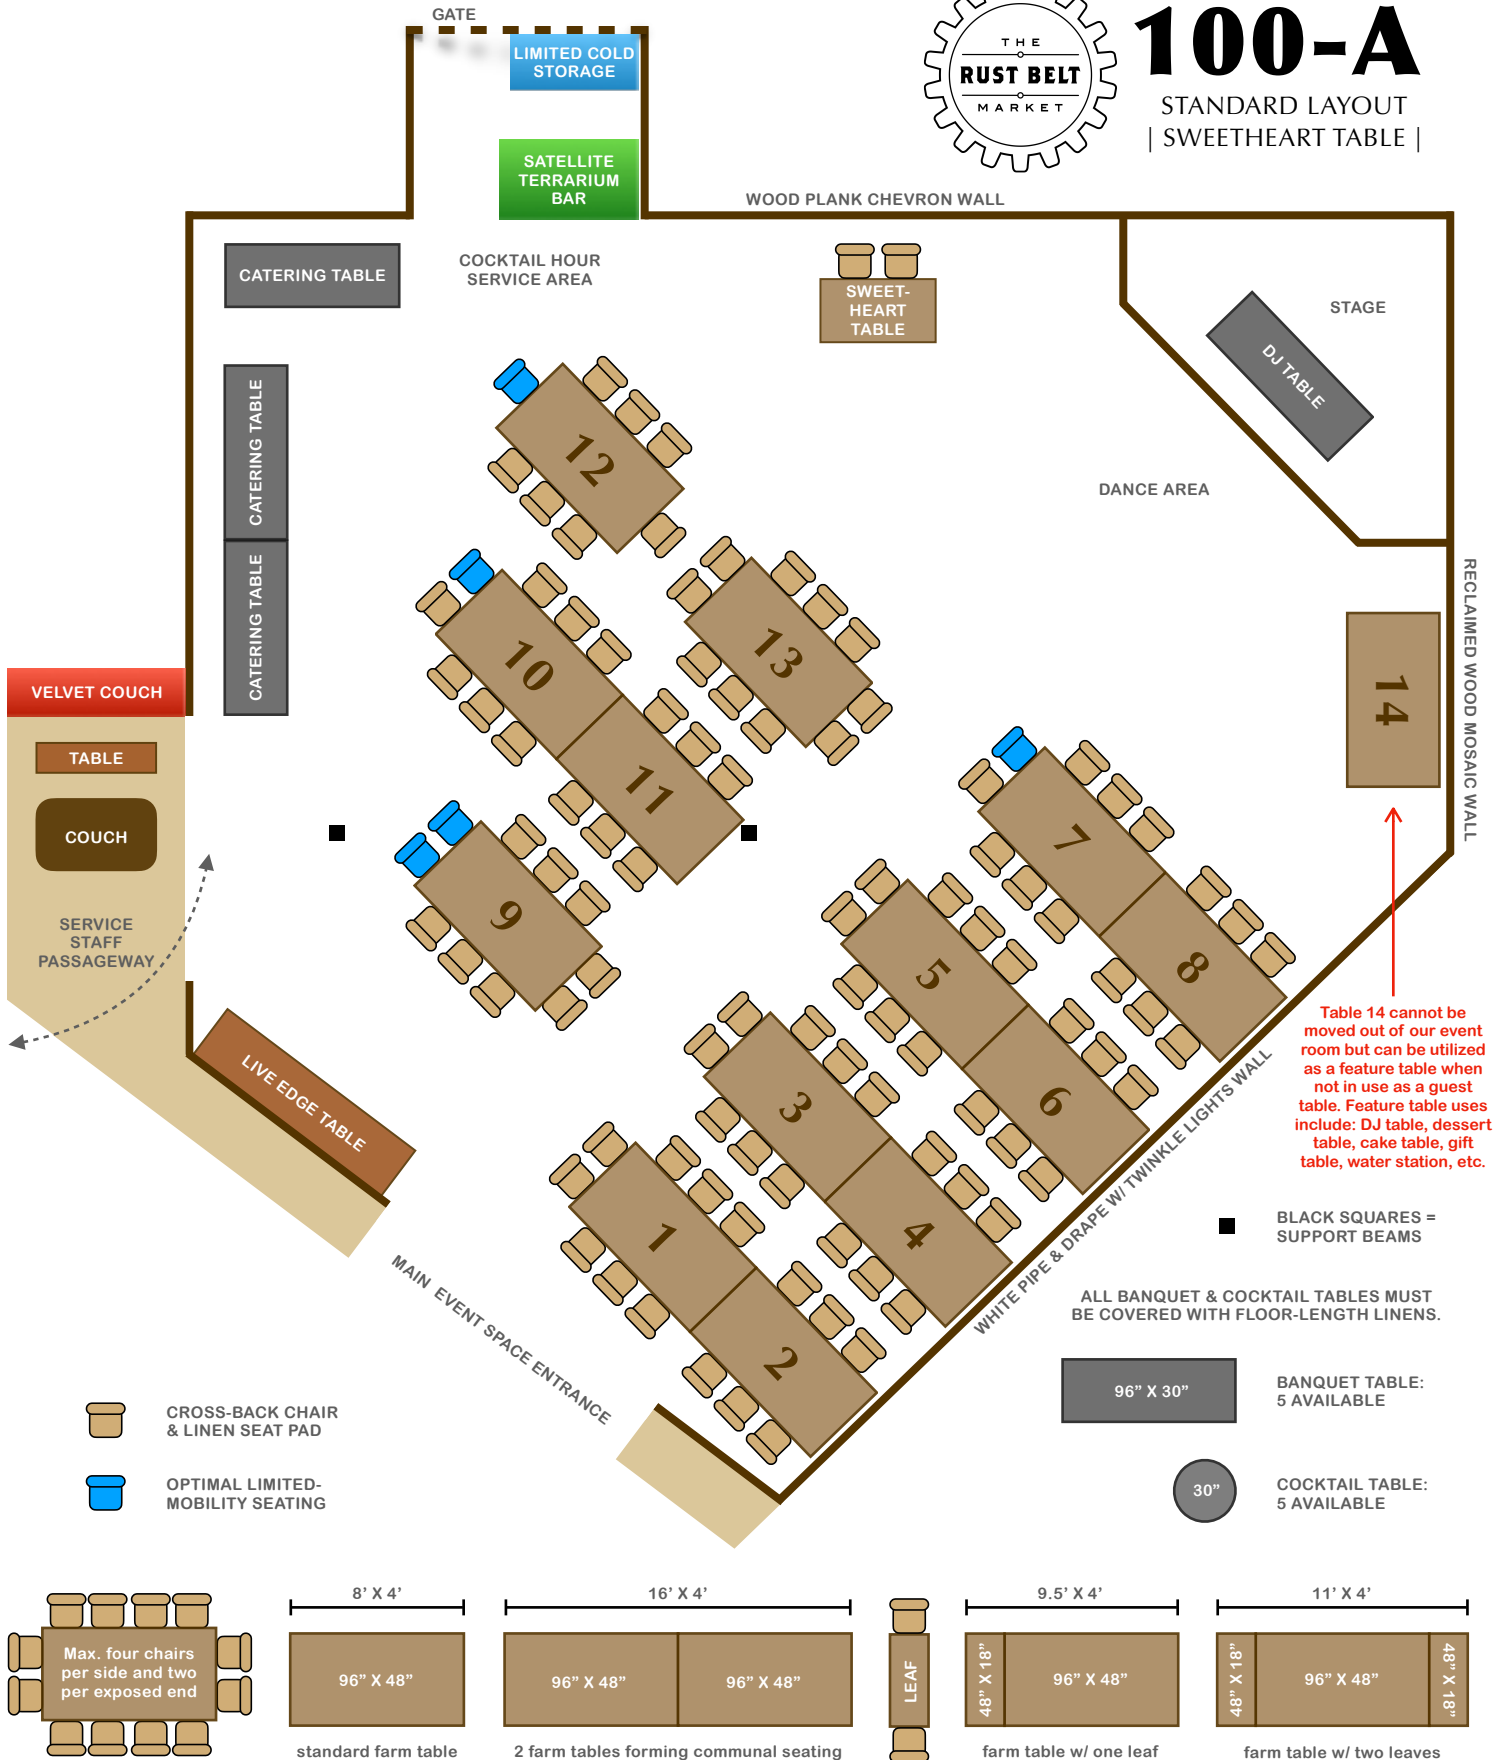 GATE
LIMITED COLD
STORAGE
THE
RUST BELT
MARKET
100-A
STANDARD LAYOUT
| SWEETHEART TABLE |
SATELLITE
TERRARIUM
BAR
WOOD PLANK CHEVRON WALL
CATERING TABLE
COCKTAIL HOUR
SERVICE AREA
SWEET-
HEART
TABLE
STAGE
DJ TABLE
CATERING TABLE
CATERING TABLE
DANCE AREA
12
10
11
13
14
RECLAIMED WOOD MOSAIC WALL
VELVET COUCH
TABLE
COUCH
SERVICE
STAFF
PASSAGEWAY
9
7
8
5
6
3
4
1
2
LIVE EDGE TABLE
MAIN EVENT SPACE ENTRANCE
WHITE PIPE & DRAPE W/ TWINKLE LIGHTS WALL
Table 14 cannot be
moved out of our event
room but can be utilized
as a feature table when
not in use as a guest
table. Feature table uses
include: DJ table, dessert
table, cake table, gift
table, water station, etc.
BLACK SQUARES =
SUPPORT BEAMS
ALL BANQUET & COCKTAIL TABLES MUST
BE COVERED WITH FLOOR-LENGTH LINENS.
96” X 30”
BANQUET TABLE:
5 AVAILABLE
30”
COCKTAIL TABLE:
5 AVAILABLE
CROSS-BACK CHAIR
& LINEN SEAT PAD
OPTIMAL LIMITED-
MOBILITY SEATING
Max. four chairs
per side and two
per exposed end
8’ X 4’
96” X 48”
standard farm table
16’ X 4’
96” X 48”
96” X 48”
2 farm tables forming communal seating
LEAF
9.5’ X 4’
48” X 18”
96” X 48”
farm table w/ one leaf
11’ X 4’
48” X 18”
96” X 48”
48” X 18”
farm table w/ two leaves